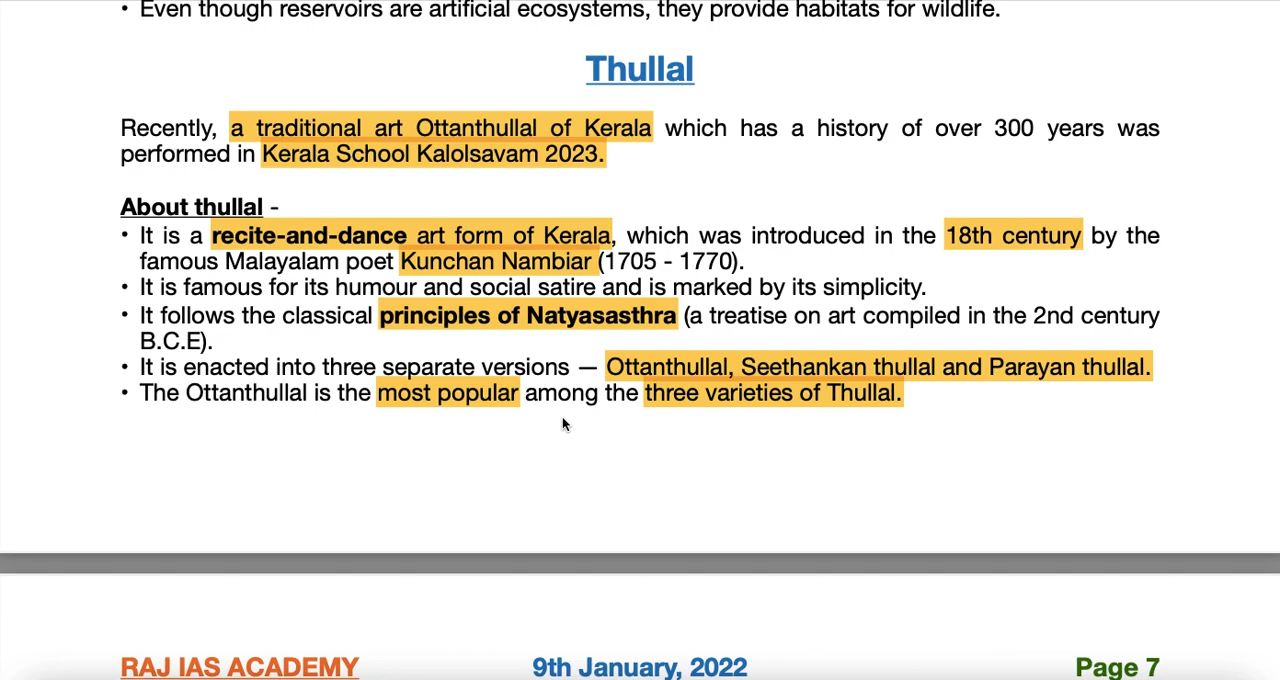 • Even though reservoirs are artificial ecosystems, they provide habitats for wildlife.
Thullal
Recently, a traditional art Ottanthullal of Kerala which has a history of over 300 years was
performed in Kerala School Kalolsavam 2023.
About thullal -
• It is a recite-and-dance art form of Kerala, which was introduced in the 18th century by the
famous Malayalam poet Kunchan Nambiar (1705 - 1770).
• It is famous for its humour and social satire and is marked by its simplicity.
• It follows the classical principles of Natyasasthra (a treatise on art compiled in the 2nd century
B.C.E).
• It is enacted into three separate versions — Ottanthullal, Seethankan thullal and Parayan thullal.
• The Ottanthullal is the most popular among the three varieties of Thullal.
RAJ IAS ACADEMY 9th January, 2022 Page 7